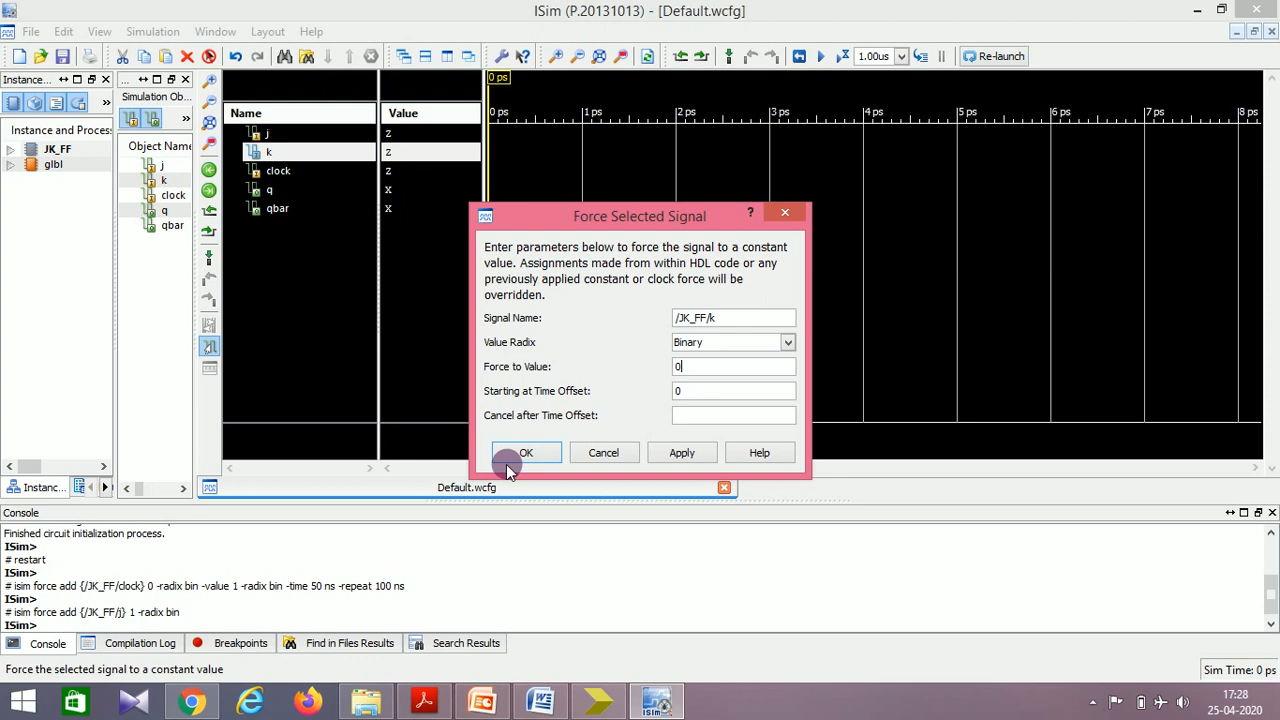 ISim (P.20131013) - [Default.wcfg]
File Edit View Simulation Window Layout Help
1.00us Re-launch
Instance... Simulation Ob...
Instance and Process
JK_FF
glbl
Object Name
j
k
clock
q
qbar
Name Value
j z
k z
clock z
q x
qbar x
0 ps
0 ps 1 ps 2 ps 3 ps 4 ps 5 ps 6 ps 7 ps 8 ps
Force Selected Signal
Enter parameters below to force the signal to a constant
value. Assignments made from within HDL code or any
previously applied constant or clock force will be
overridden.
Signal Name: /JK_FF/k
Value Radix Binary
Force to Value: 0
Starting at Time Offset: 0
Cancel after Time Offset:
OK Cancel Apply Help
Instanc... Default.wcfg
Console
Finished circuit initialization process.
ISim>
# restart
ISim>
# isim force add {/JK_FF/clock} 0 -radix bin -value 1 -radix bin -time 50 ns -repeat 100 ns
ISim>
# isim force add {/JK_FF/j} 1 -radix bin
ISim>
Console Compilation Log Breakpoints Find in Files Results Search Results
Force the selected signal to a constant value
Sim Time: 0 ps
17:28
25-04-2020